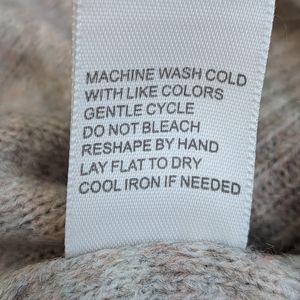 MACHINE WASH COLD
WITH LIKE COLORS
GENTLE CYCLE
DO NOT BLEACH
RESHAPE BY HAND
LAY FLAT TO DRY
COOL IRON IF NEEDED